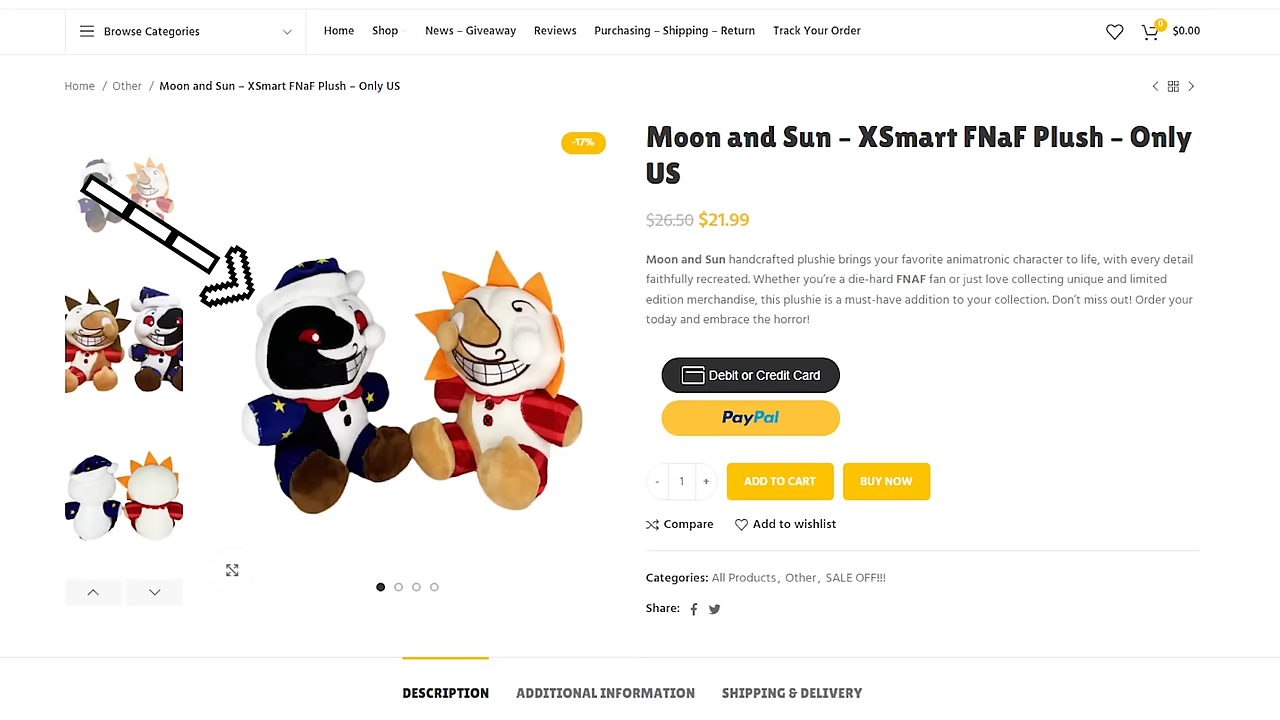 Browse Categories
Home
Shop
News – Giveaway
Reviews
Purchasing – Shipping – Return
Track Your Order
0
$0.00
Home / Other / Moon and Sun – XSmart FNaF Plush – Only US
-17%
Moon and Sun – XSmart FNaF Plush – Only
US
$26.50 $21.99
Moon and Sun handcrafted plushie brings your favorite animatronic character to life, with every detail
faithfully recreated. Whether you’re a die-hard FNAF fan or just love collecting unique and limited
edition merchandise, this plushie is a must-have addition to your collection. Don’t miss out! Order your
today and embrace the horror!
Debit or Credit Card
PayPal
- 1 +
ADD TO CART
BUY NOW
Compare
Add to wishlist
Categories: All Products, Other, SALE OFF!!!
Share:
DESCRIPTION
ADDITIONAL INFORMATION
SHIPPING & DELIVERY